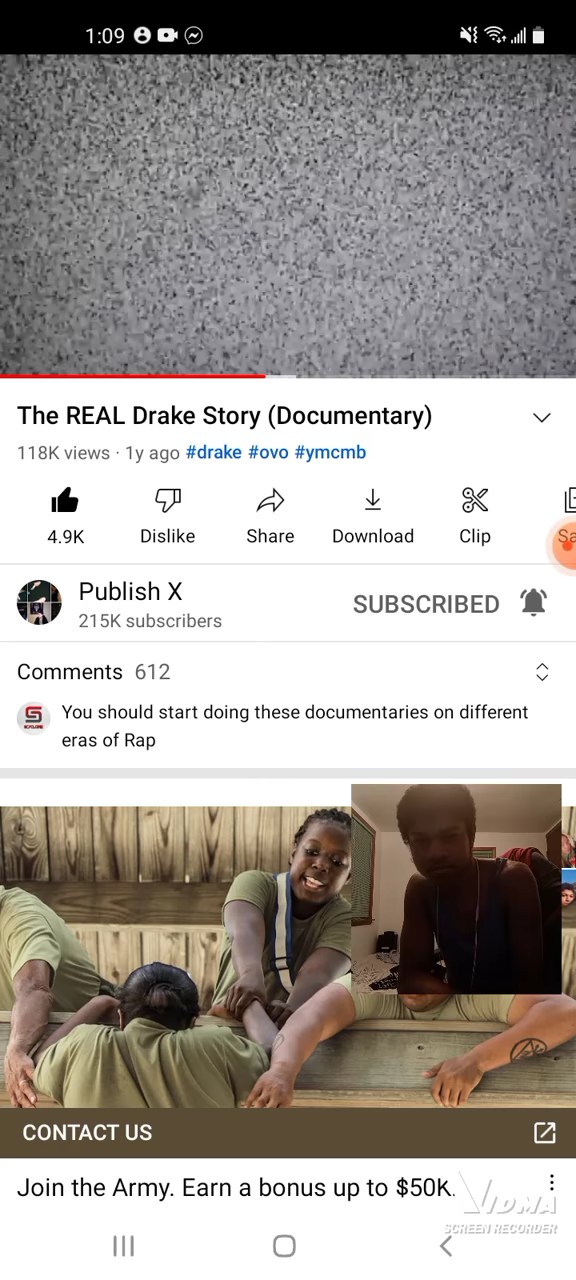 1:09
The REAL Drake Story (Documentary)
118K views · 1y ago #drake #ovo #ymcmb
4.9K Dislike Share Download Clip
Publish X
215K subscribers
SUBSCRIBED
Comments 612
You should start doing these documentaries on different
eras of Rap
CONTACT US
Join the Army. Earn a bonus up to $50K.
VIDMA
SCREEN RECORDER